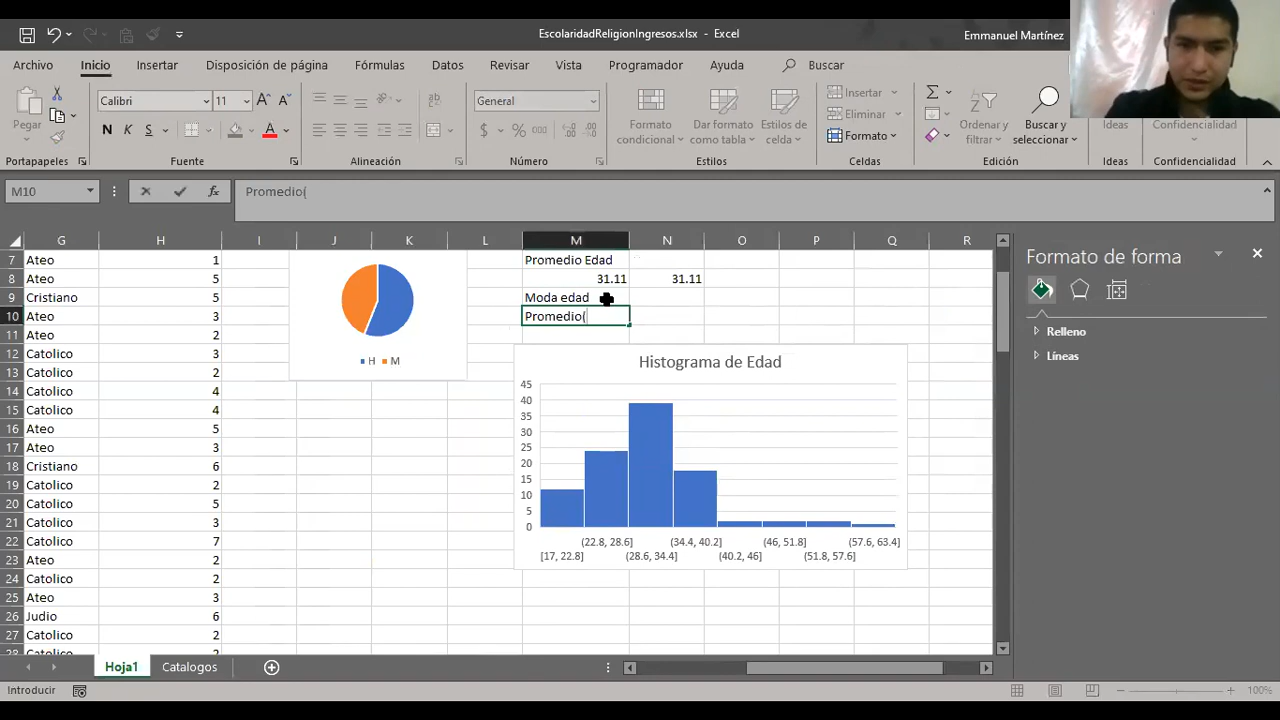 EscolaridadReligionIngresos.xlsx - Excel
Emmanuel Martínez
Archivo Inicio Insertar Disposición de página Fórmulas Datos Revisar Vista Programador Ayuda Buscar
Pegar
Calibri 11
N K S
General
Formato condicional
Dar formato como tabla
Estilos de celda
Insertar
Eliminar
Formato
Ordenar y filtrar
Buscar y seleccionar
Ideas
Confidencialidad
Portapapeles Fuente Alineación Número Estilos Celdas Edición Ideas Confidencialidad
M10 fx Promedio(
G H I J K L M N O P Q R
7 Ateo 1 Promedio Edad
8 Ateo 5 31.11 31.11
9 Cristiano 5 Moda edad
10 Ateo 3 Promedio(
11 Ateo 2
12 Catolico 3
13 Catolico 2
14 Catolico 4
15 Catolico 4
16 Ateo 5
17 Ateo 3
18 Cristiano 6
19 Catolico 2
20 Catolico 5
21 Catolico 3
22 Catolico 7
23 Ateo 2
24 Catolico 2
25 Ateo 3
26 Judio 6
27 Catolico 2
H M
Histograma de Edad
45
40
35
30
25
20
15
10
5
0
(22.8, 28.6] (34.4, 40.2] (46, 51.8] (57.6, 63.4]
[17, 22.8] (28.6, 34.4] (40.2, 46] (51.8, 57.6]
Formato de forma
Relleno
Líneas
Hoja1 Catalogos
Introducir
100%